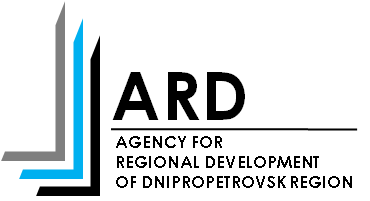 ARD
AGENCY FOR
REGIONAL DEVELOPMENT
OF DNIPROPETROVSK REGION